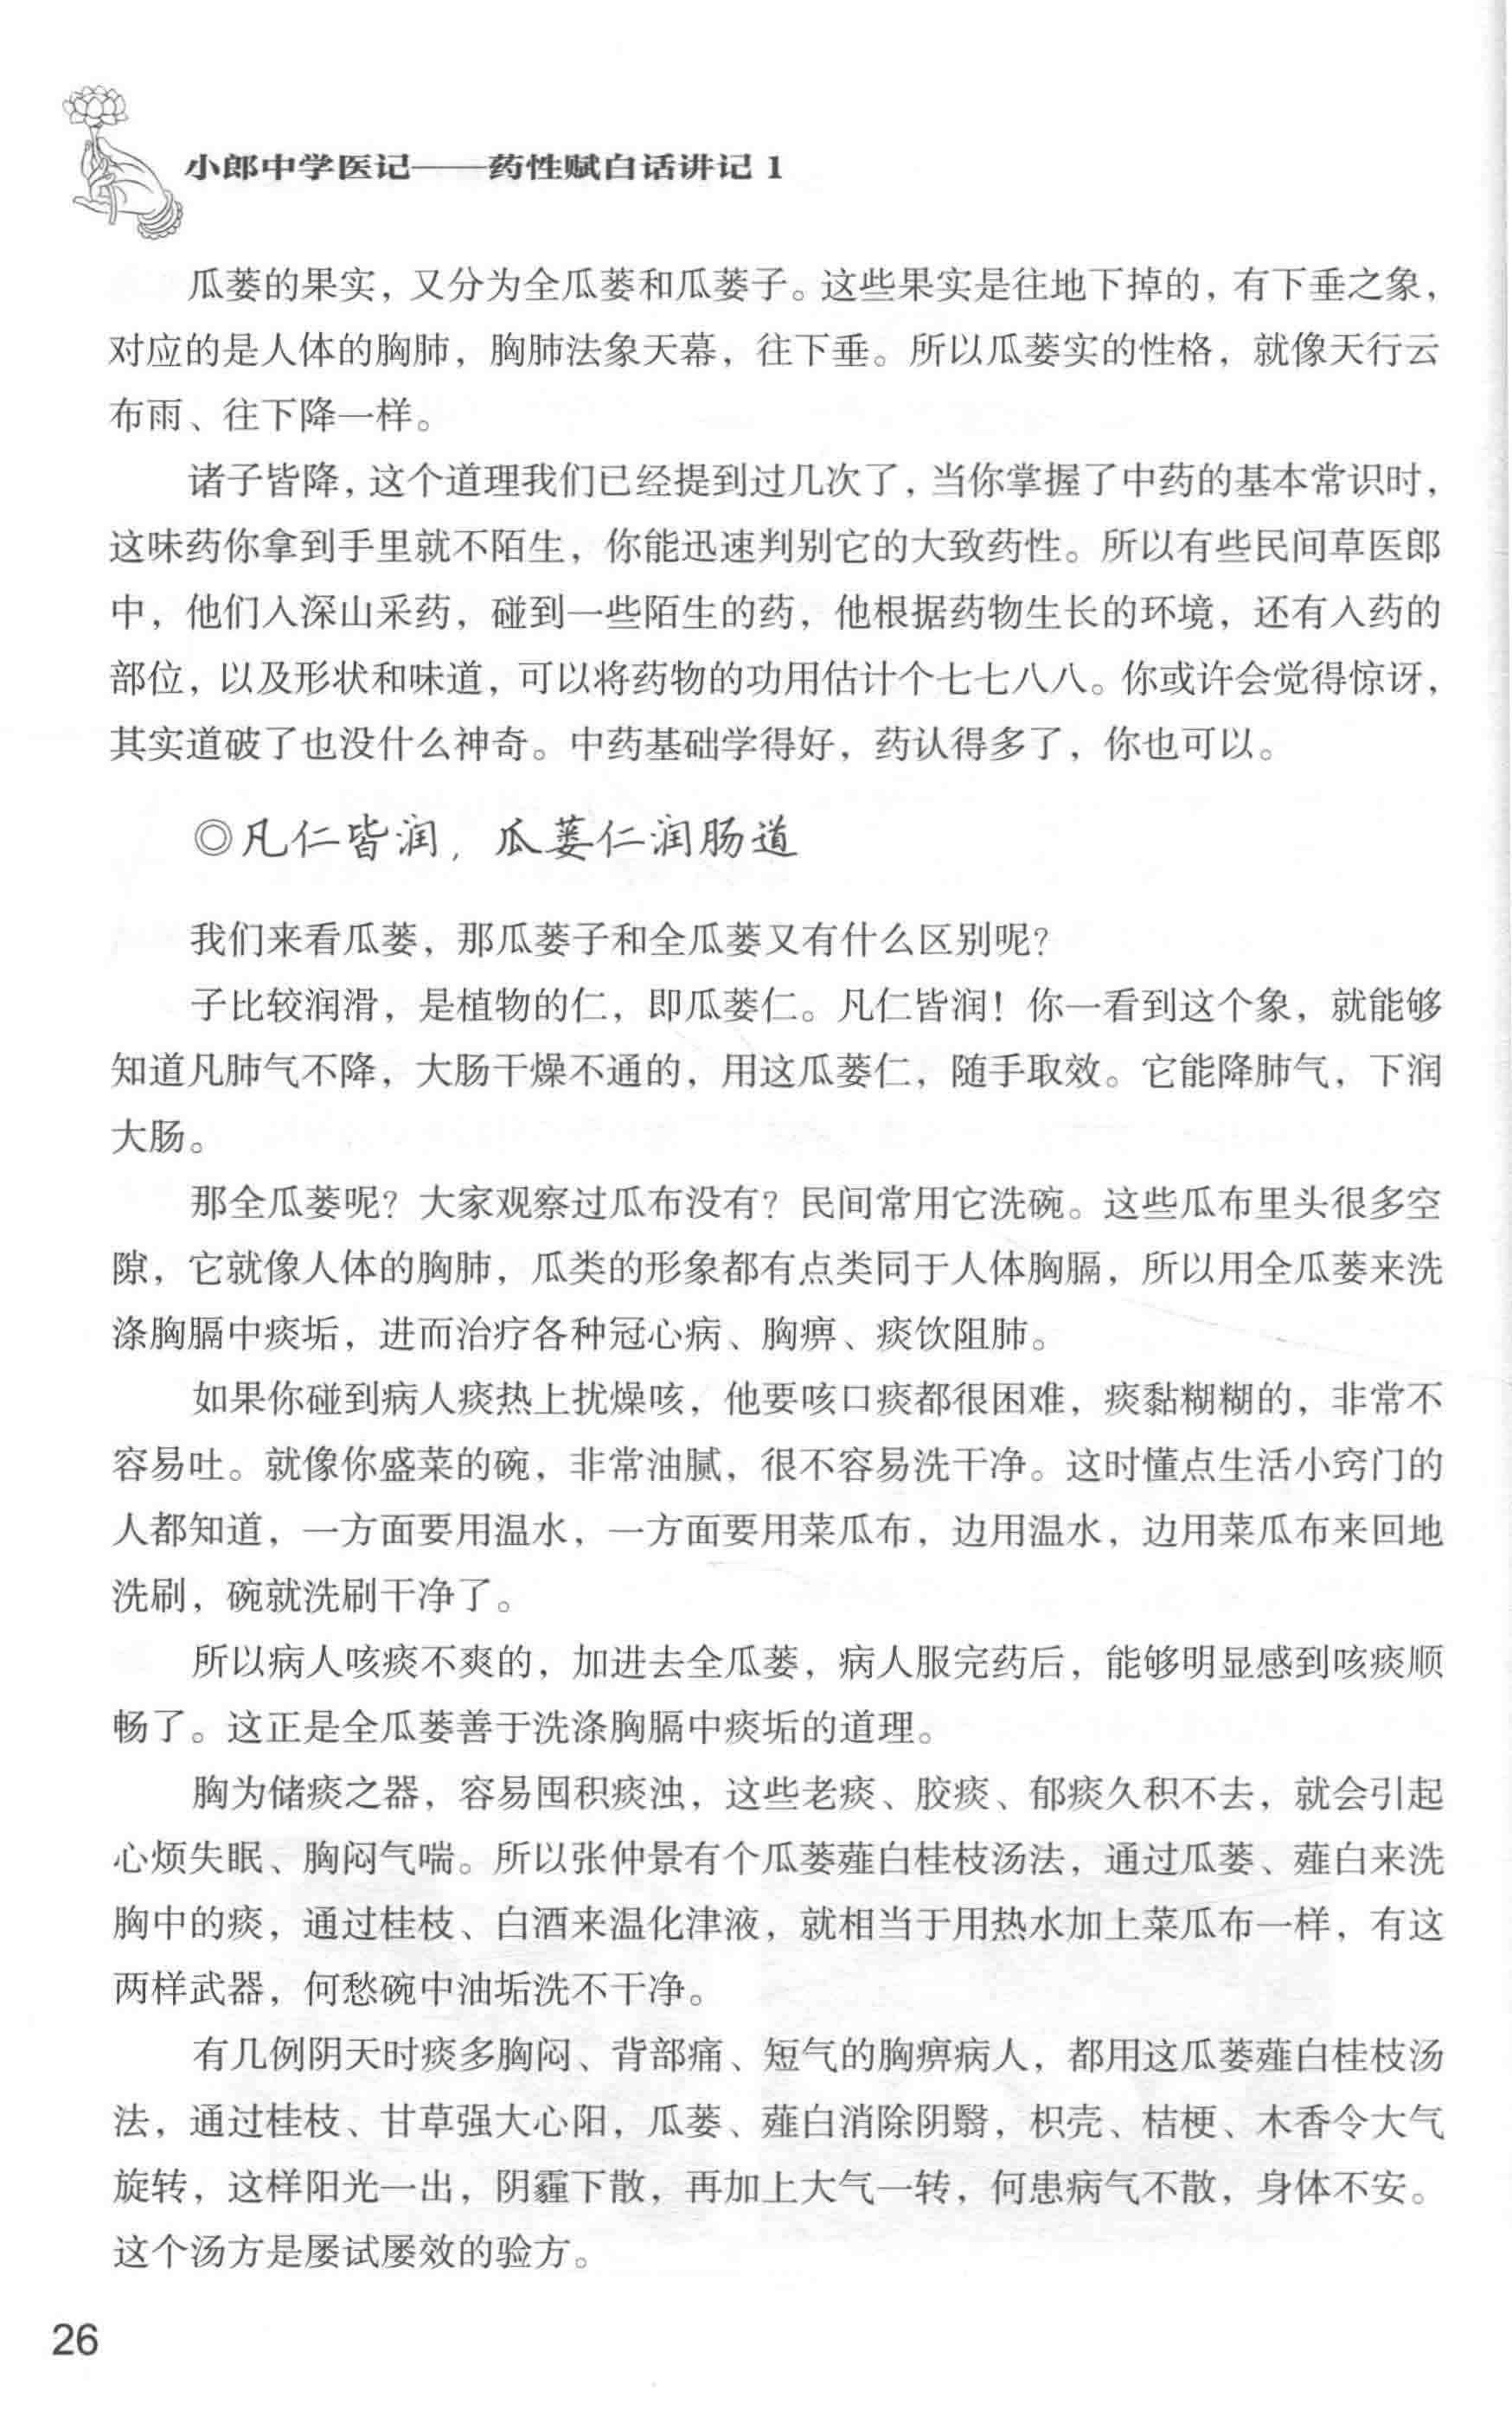 小郎中学医记——药性赋白话讲记 1
瓜蒌的果实，又分为全瓜蒌和瓜蒌子。这些果实是往地下掉的，有下垂之象，
对应的是人体的胸肺，胸肺法象天幕，往下垂。所以瓜蒌实的性格，就像天行云
布雨、往下降一样。
诸子皆降，这个道理我们已经提到过几次了，当你掌握了中药的基本常识时，
这味药你拿到手里就不陌生，你能迅速判别它的大致药性。所以有些民间草医郎
中，他们入深山采药，碰到一些陌生的药，他根据药物生长的环境，还有入药的
部位，以及形状和味道，可以将药物的功用估计个七七八八。你或许会觉得惊讶，
其实道破了也没什么神奇。中药基础学得好，药认得多了，你也可以。
◎凡仁皆润，瓜蒌仁润肠道
我们来看瓜蒌，那瓜蒌子和全瓜蒌又有什么区别呢？
子比较润滑，是植物的仁，即瓜蒌仁。凡仁皆润！你一看到这个象，就能够
知道凡肺气不降，大肠干燥不通的，用这瓜蒌仁，随手取效。它能降肺气，下润
大肠。
那全瓜蒌呢？大家观察过瓜布没有？民间常用它洗碗。这些瓜布里头很多空
隙，它就像人体的胸肺，瓜类的形象都有点类同于人体胸膈，所以用全瓜蒌来洗
涤胸膈中痰垢，进而治疗各种冠心病、胸痹、痰饮阻肺。
如果你碰到病人痰热上扰燥咳，他要咳口痰都很困难，痰黏糊糊的，非常不
容易吐。就像你盛菜的碗，非常油腻，很不容易洗干净。这时懂点生活小窍门的
人都知道，一方面要用温水，一方面要用菜瓜布，边用温水，边用菜瓜布来回地
洗刷，碗就洗刷干净了。
所以病人咳痰不爽的，加进去全瓜蒌，病人服完药后，能够明显感到咳痰顺
畅了。这正是全瓜蒌善于洗涤胸膈中痰垢的道理。
胸为储痰之器，容易囤积痰浊，这些老痰、胶痰、郁痰久积不去，就会引起
心烦失眠、胸闷气喘。所以张仲景有个瓜蒌薤白桂枝汤法，通过瓜蒌、薤白来洗
胸中的痰，通过桂枝、白酒来温化津液，就相当于用热水加上菜瓜布一样，有这
两样武器，何愁碗中油垢洗不干净。
有几例阴天时痰多胸闷、背部痛、短气的胸痹病人，都用这瓜蒌薤白桂枝汤
法，通过桂枝、甘草强大心阳，瓜蒌、薤白消除阴翳，枳壳、桔梗、木香令大气
旋转，这样阳光一出，阴霾下散，再加上大气一转，何患病气不散，身体不安。
这个汤方是屡试屡效的验方。
26